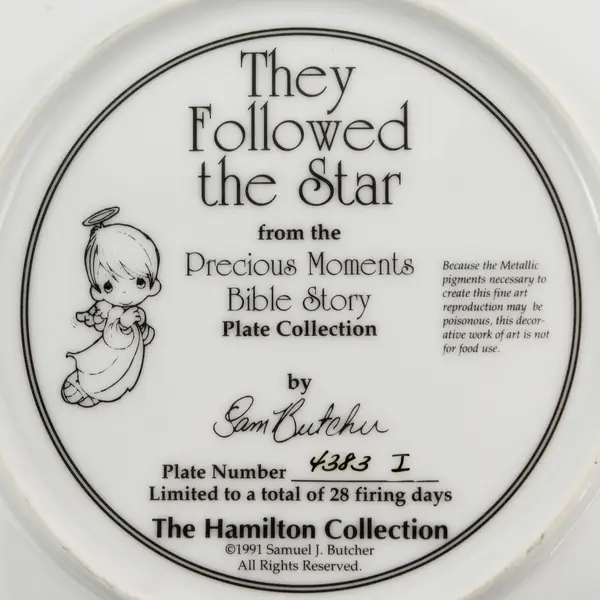 They
Followed
the Star
from the
Precious Moments
Bible Story
Plate Collection
Because the Metallic
pigments necessary to
create this fine art
reproduction may be
poisonous, this decor-
ative work of art is not
for food use.
by
Sam Butcher
Plate Number 4383 I
Limited to a total of 28 firing days
The Hamilton Collection
©1991 Samuel J. Butcher
All Rights Reserved.